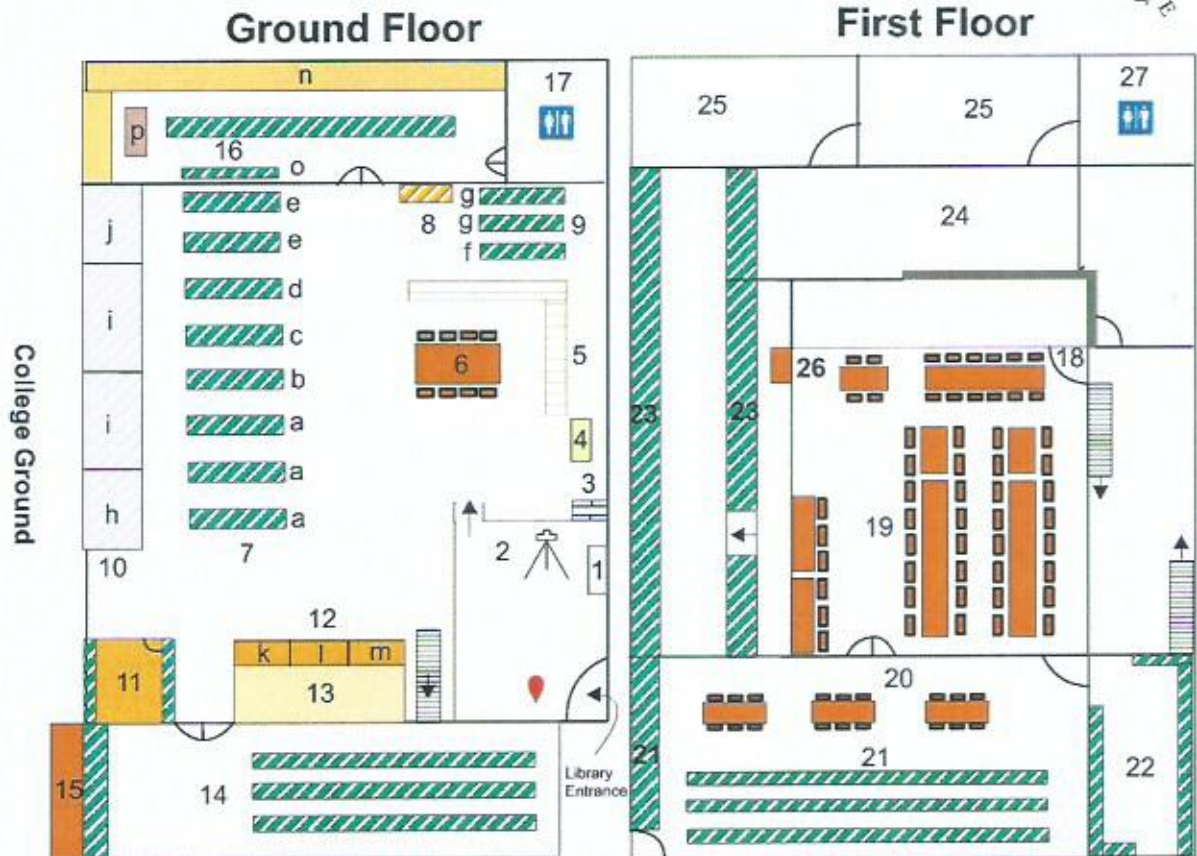 Ground Floor
First Floor
n
17
p
16
o
j
e
8
g
g
9
f
e
i
d
c
5
6
b
i
a
4
a
3
h
a
2
1
10
7
12
k
l
m
11
13
15
14
College Ground
Library
Entrance
25
25
27
24
26
18
23
23
19
20
21
21
22